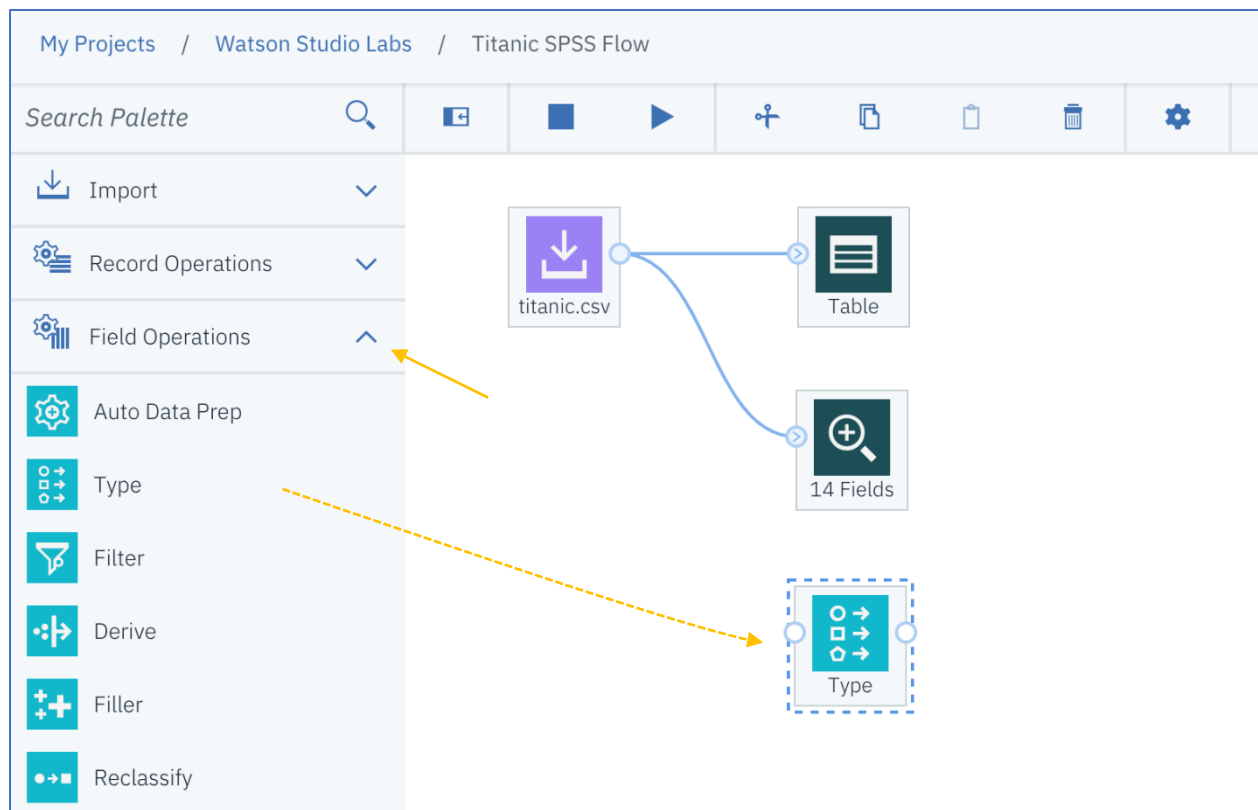 My Projects / Watson Studio Labs / Titanic SPSS Flow
Search Palette
Import
Record Operations
Field Operations
Auto Data Prep
Type
Filter
Derive
Filler
Reclassify
titanic.csv
Table
14 Fields
Type